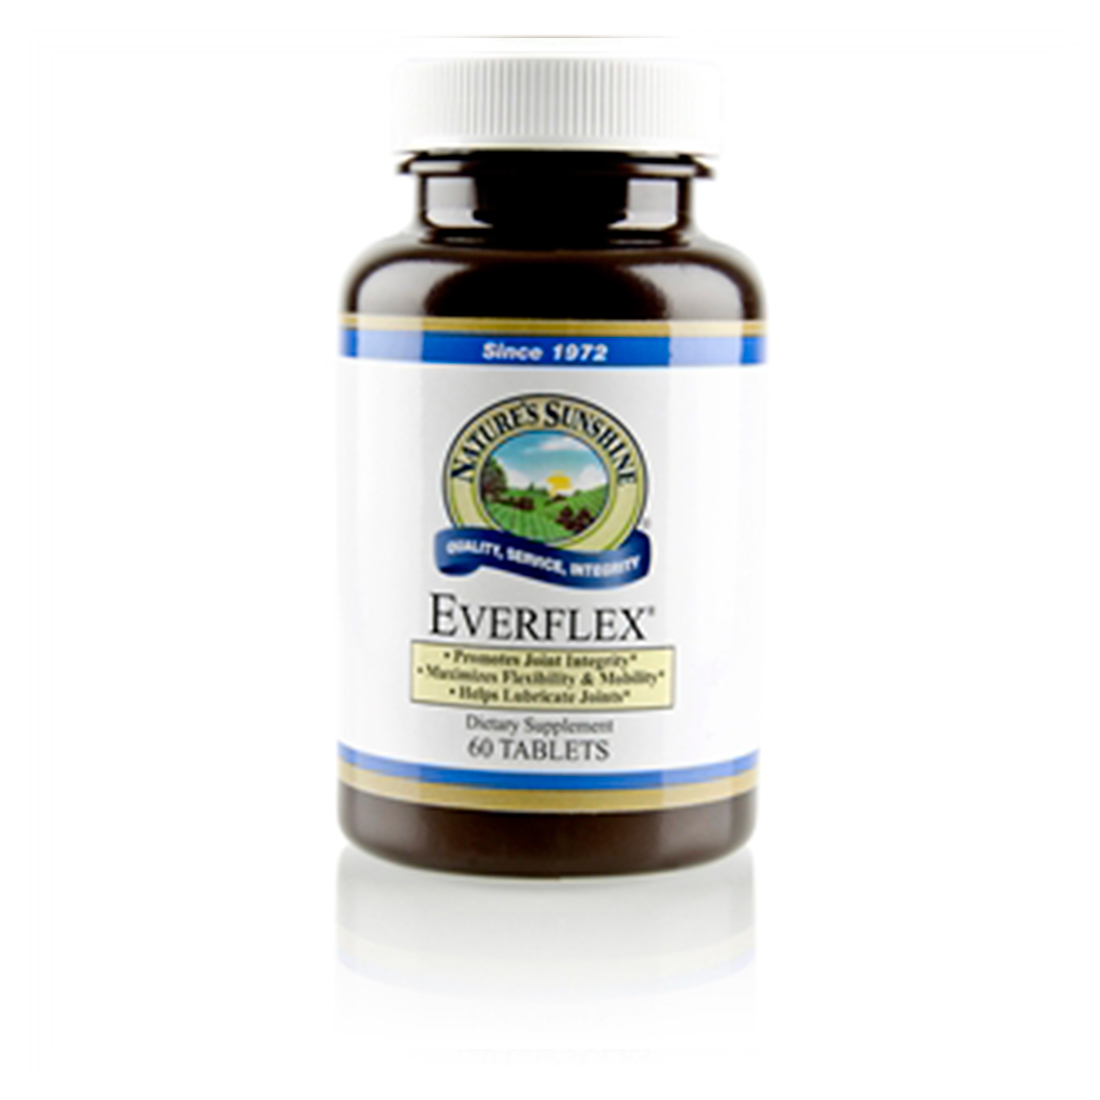 Since 1972
NATURE'S SUNSHINE®
QUALITY, SERVICE, INTEGRITY
EVERFLEX®
• Promotes Joint Integrity*
• Maximizes Flexibility & Mobility*
• Helps Lubricate Joints*
Dietary Supplement
60 TABLETS